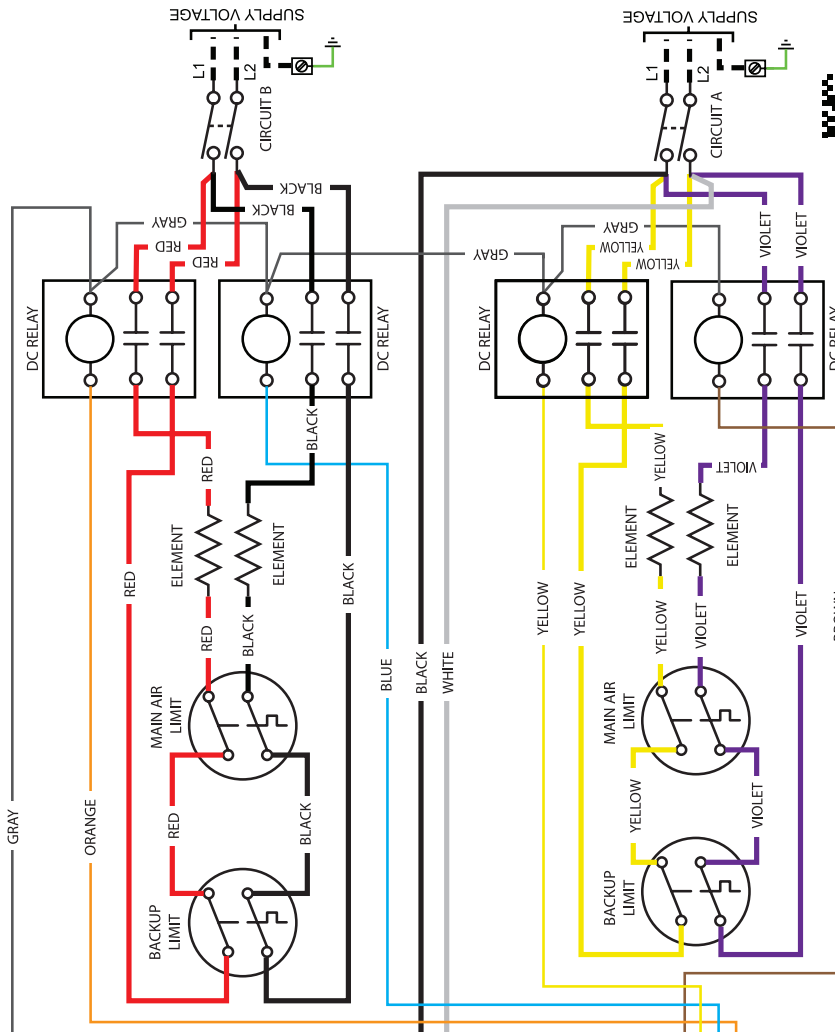 SUPPLY VOLTAGE
SUPPLY VOLTAGE
L1
L2
CIRCUIT B
L1
L2
CIRCUIT A
BLACK
BLACK
GRAY
RED
RED
GRAY
GRAY
YELLOW
YELLOW
VIOLET
VIOLET
DC RELAY
DC RELAY
DC RELAY
DC RELAY
BLACK
RED
YELLOW
VIOLET
ELEMENT
ELEMENT
ELEMENT
ELEMENT
RED
BLACK
YELLOW
YELLOW
VIOLET
RED
BLACK
YELLOW
VIOLET
BLUE
BLACK
WHITE
MAIN AIR
LIMIT
MAIN AIR
LIMIT
GRAY
ORANGE
RED
BLACK
YELLOW
VIOLET
BACKUP
LIMIT
BACKUP
LIMIT